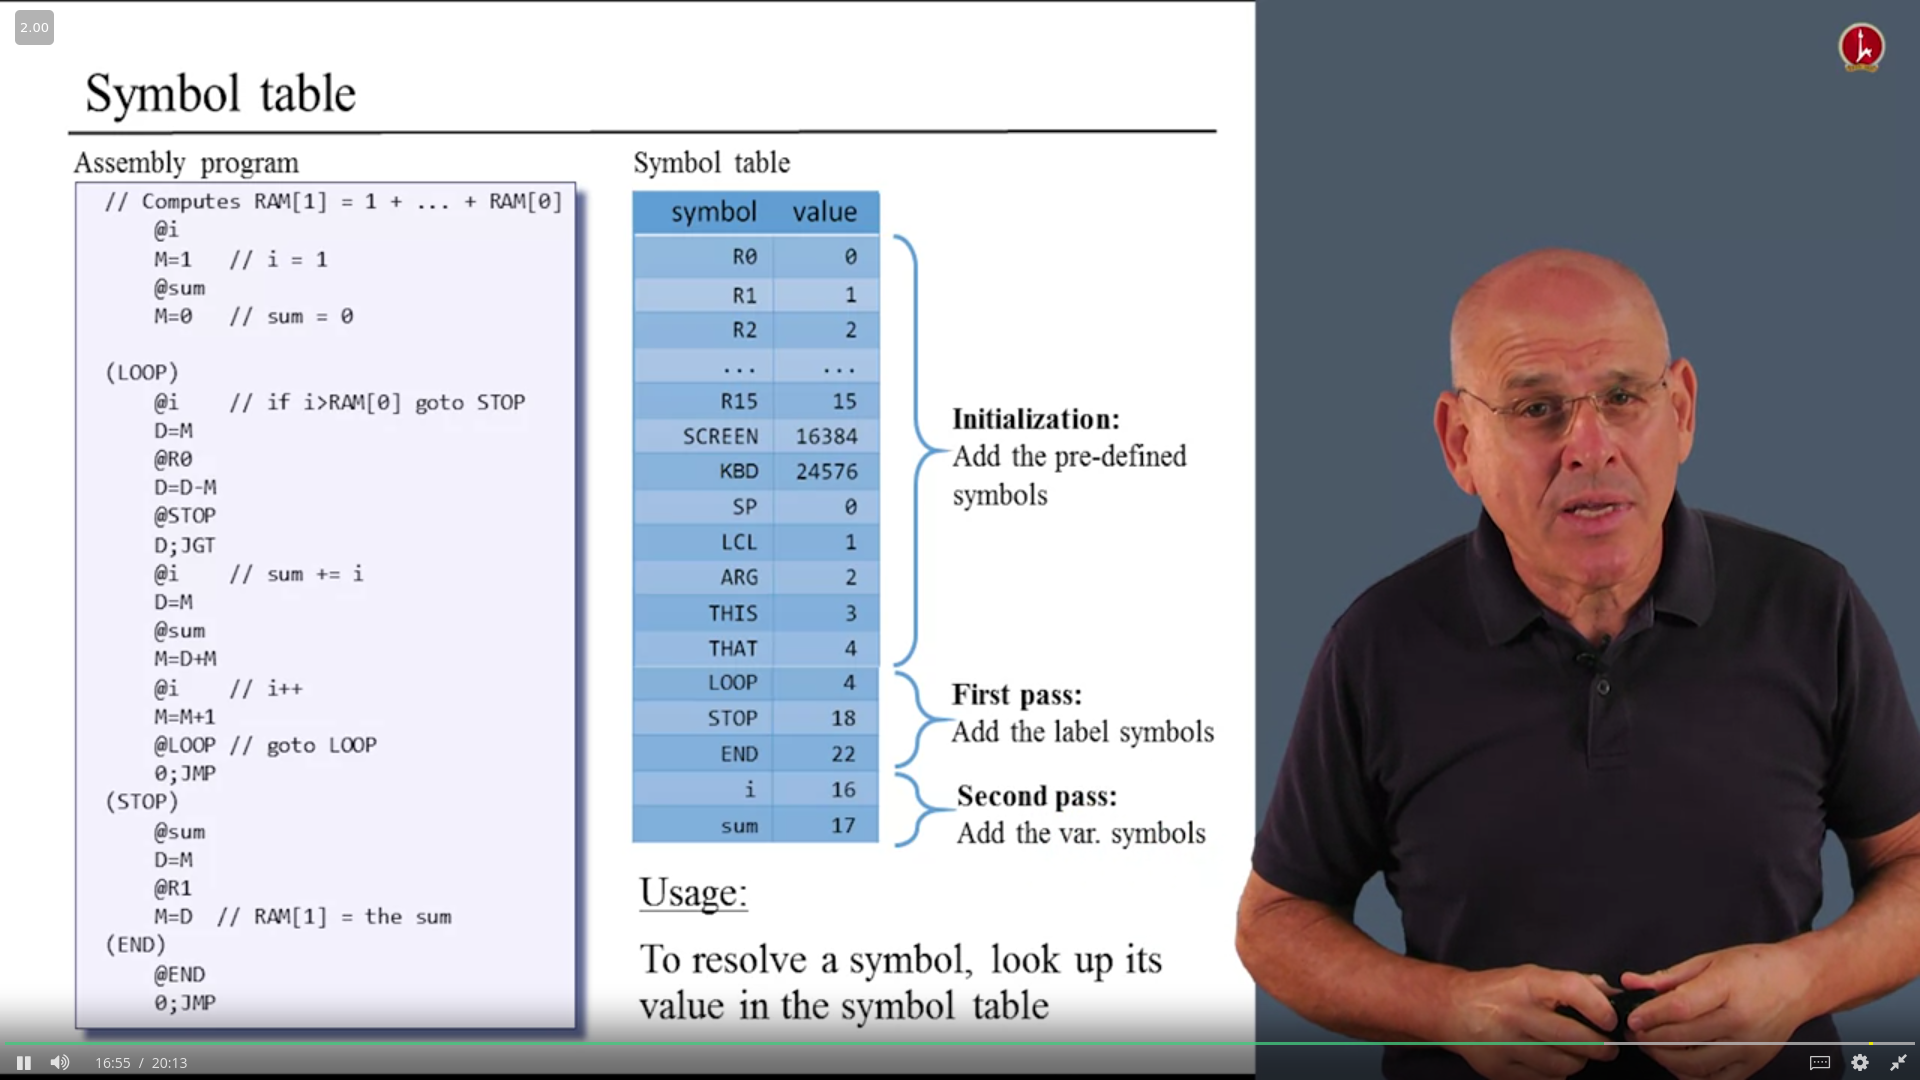 2.00
Symbol table
Assembly program
// Computes RAM[1] = 1 + ... + RAM[0]
@i
M=1 // i = 1
@sum
M=0 // sum = 0
(LOOP)
@i // if i>RAM[0] goto STOP
D=M
@R0
D=D-M
@STOP
D;JGT
@i // sum += i
D=M
@sum
M=D+M
@i // i++
M=M+1
@LOOP // goto LOOP
0;JMP
(STOP)
@sum
D=M
@R1
M=D // RAM[1] = the sum
(END)
@END
0;JMP
Symbol table
symbol value
R0 0
R1 1
R2 2
... ...
R15 15
SCREEN 16384
KBD 24576
SP 0
LCL 1
ARG 2
THIS 3
THAT 4
LOOP 4
STOP 18
END 22
i 16
sum 17
Initialization:
Add the pre-defined
symbols
First pass:
Add the label symbols
Second pass:
Add the var. symbols
Usage:
To resolve a symbol, look up its
value in the symbol table
16:55 / 20:13